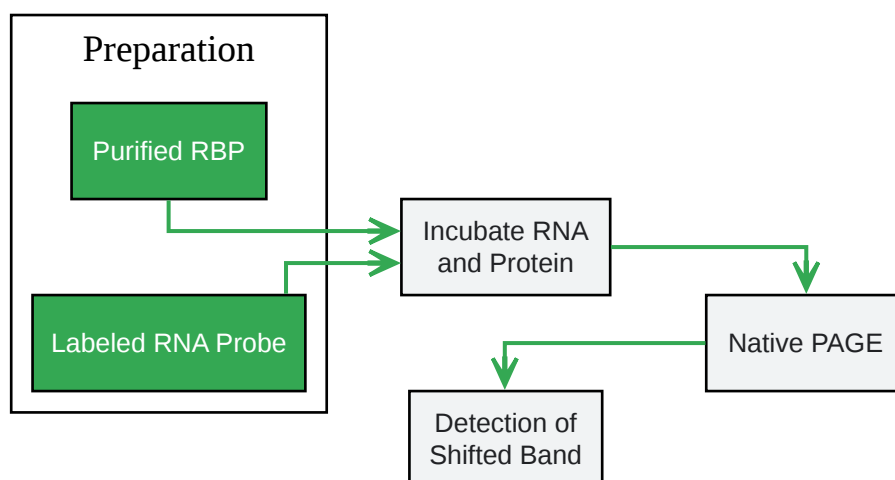 Preparation
Purified RBP
Labeled RNA Probe
Incubate RNA
and Protein
Native PAGE
Detection of
Shifted Band